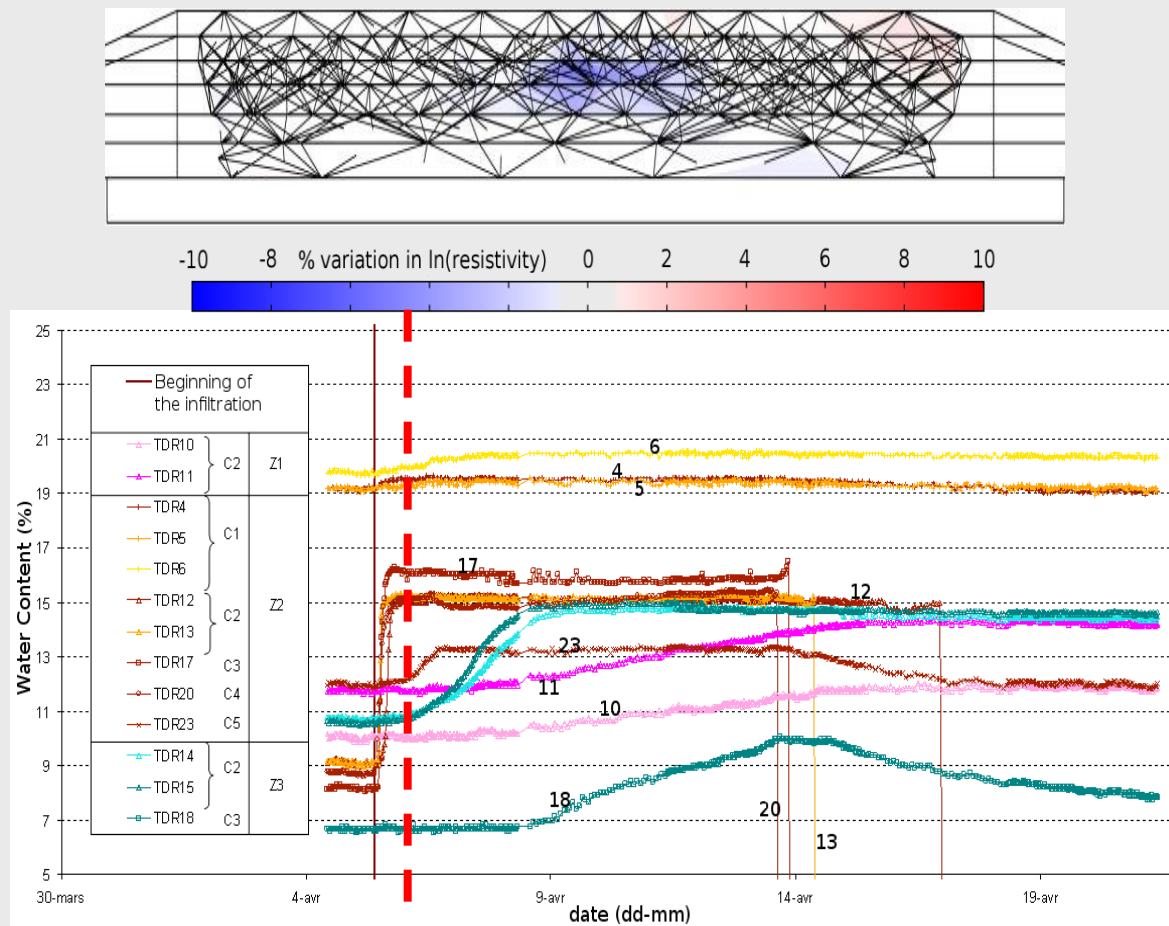 -10 -8 % variation in ln(resistivity) 0 2 4 6 8 10
25
23
21
19
17
15
13
11
9
7
5
Water Content (%)
Beginning of
the infiltration
TDR10
TDR11
C2
Z1
TDR4
TDR5
TDR6
C1
TDR12
TDR13
C2
TDR17 C3
TDR20 C4
TDR23 C5
Z2
TDR14
TDR15
C2
TDR18 C3
Z3
6
4
5
17
12
23
11
10
18
20
13
30-mars 4-avr 9-avr 14-avr 19-avr
date (dd-mm)